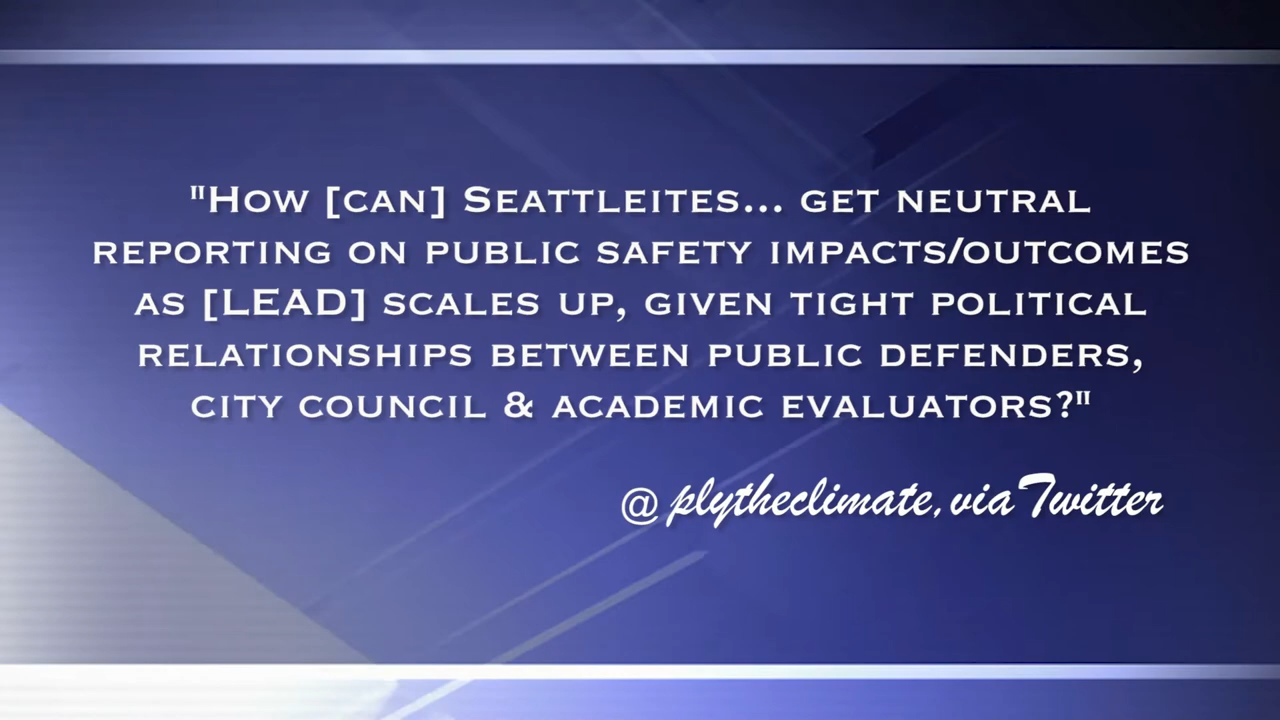 "How [can] Seattleites... get neutral
reporting on public safety impacts/outcomes
as [LEAD] scales up, given tight political
relationships between public defenders,
city council & academic evaluators?"
@plytheclimate, via Twitter